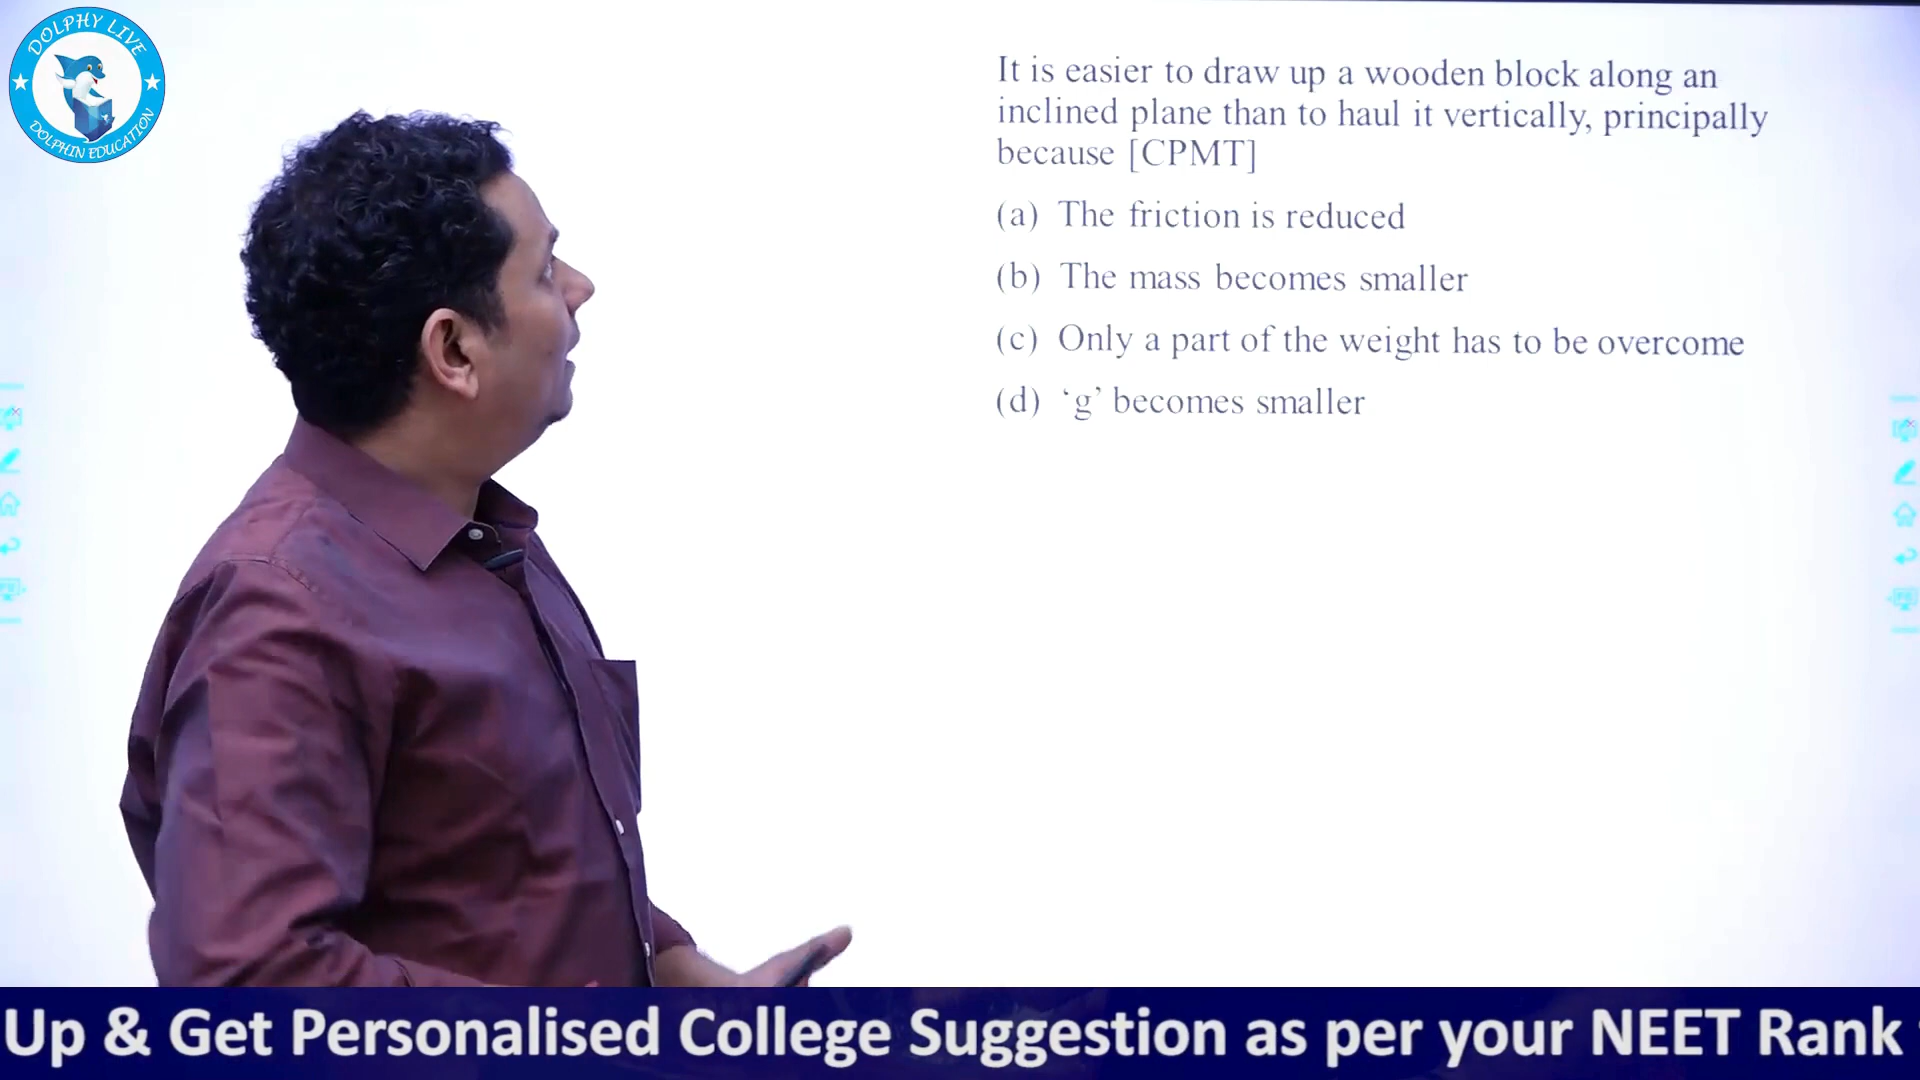 DOLPHY LIVE
DOLPHIN EDUCATION
It is easier to draw up a wooden block along an
inclined plane than to haul it vertically, principally
because [CPMT]
(a) The friction is reduced
(b) The mass becomes smaller
(c) Only a part of the weight has to be overcome
(d) ‘g’ becomes smaller
Up & Get Personalised College Suggestion as per your NEET Rank